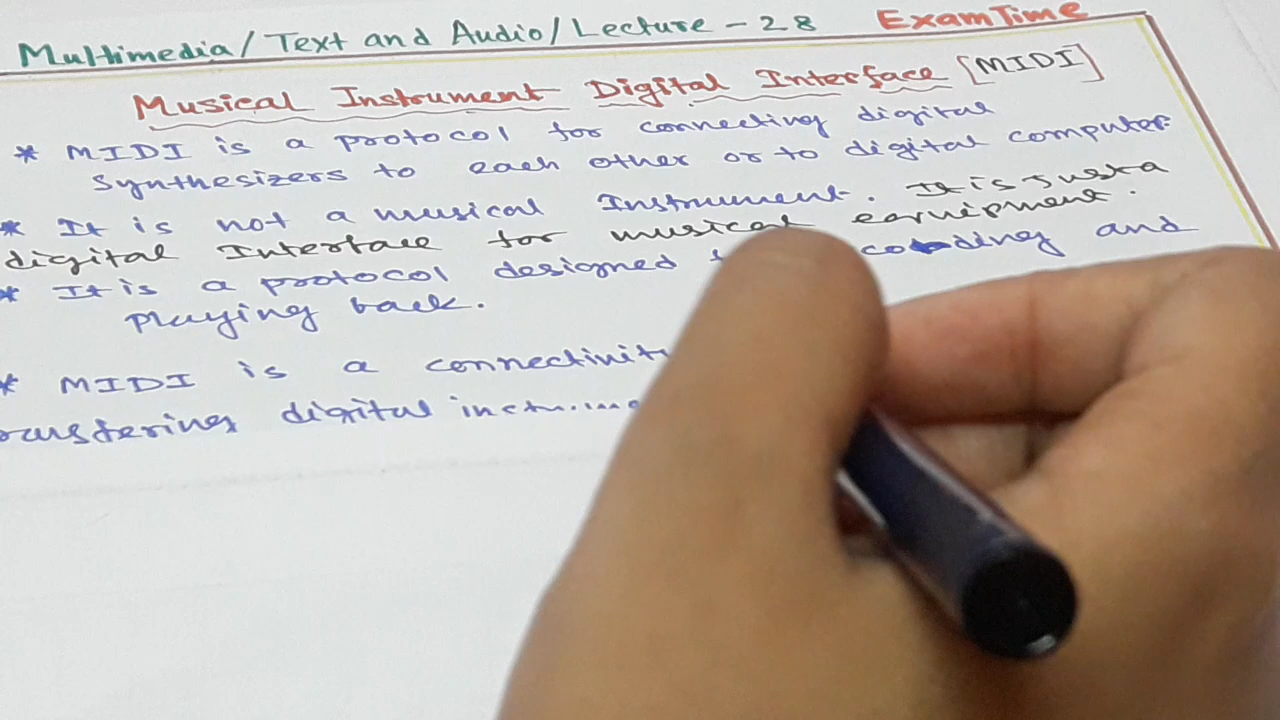 Multimedia/Text and Audio/Lecture - 28 ExamTime
Musical Instrument Digital Interface [MIDI]
* MIDI is a protocol for connecting digital
Synthesizers to each other or to digital computer
* It is not a musical Instrument. It is Just a
digital Interface for musical
* It is a protocol designed and
Playing back.
* MIDI is a
digital